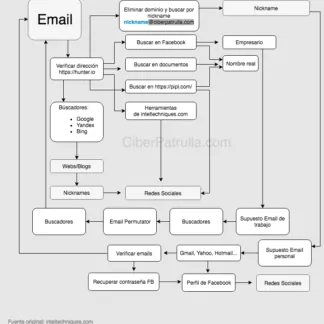 Email
Eliminar dominio y buscar por
nickname
nickname@ciberpatrulla.com
Nickname
Verificar dirección
https://hunter.io
Buscar en Facebook
Empresario
Buscar en documentos
Nombre real
Buscar en https://pipl.com/
Herramientas
de inteltechniques.com
Búscadores:
Google
Yandex
Bing
CiberPatrulla.com
Webs/Blogs
Nicknames
Redes Sociales
Buscadores
Email Permutator
Buscadores
Supuesto Email de
trabajo
Verificar emails
Gmail, Yahoo, Hotmail...
Supuesto Email
personal
Recuperar contraseña FB
Perfil de Facebook
Redes Sociales
Fuente original: inteltechniques.com